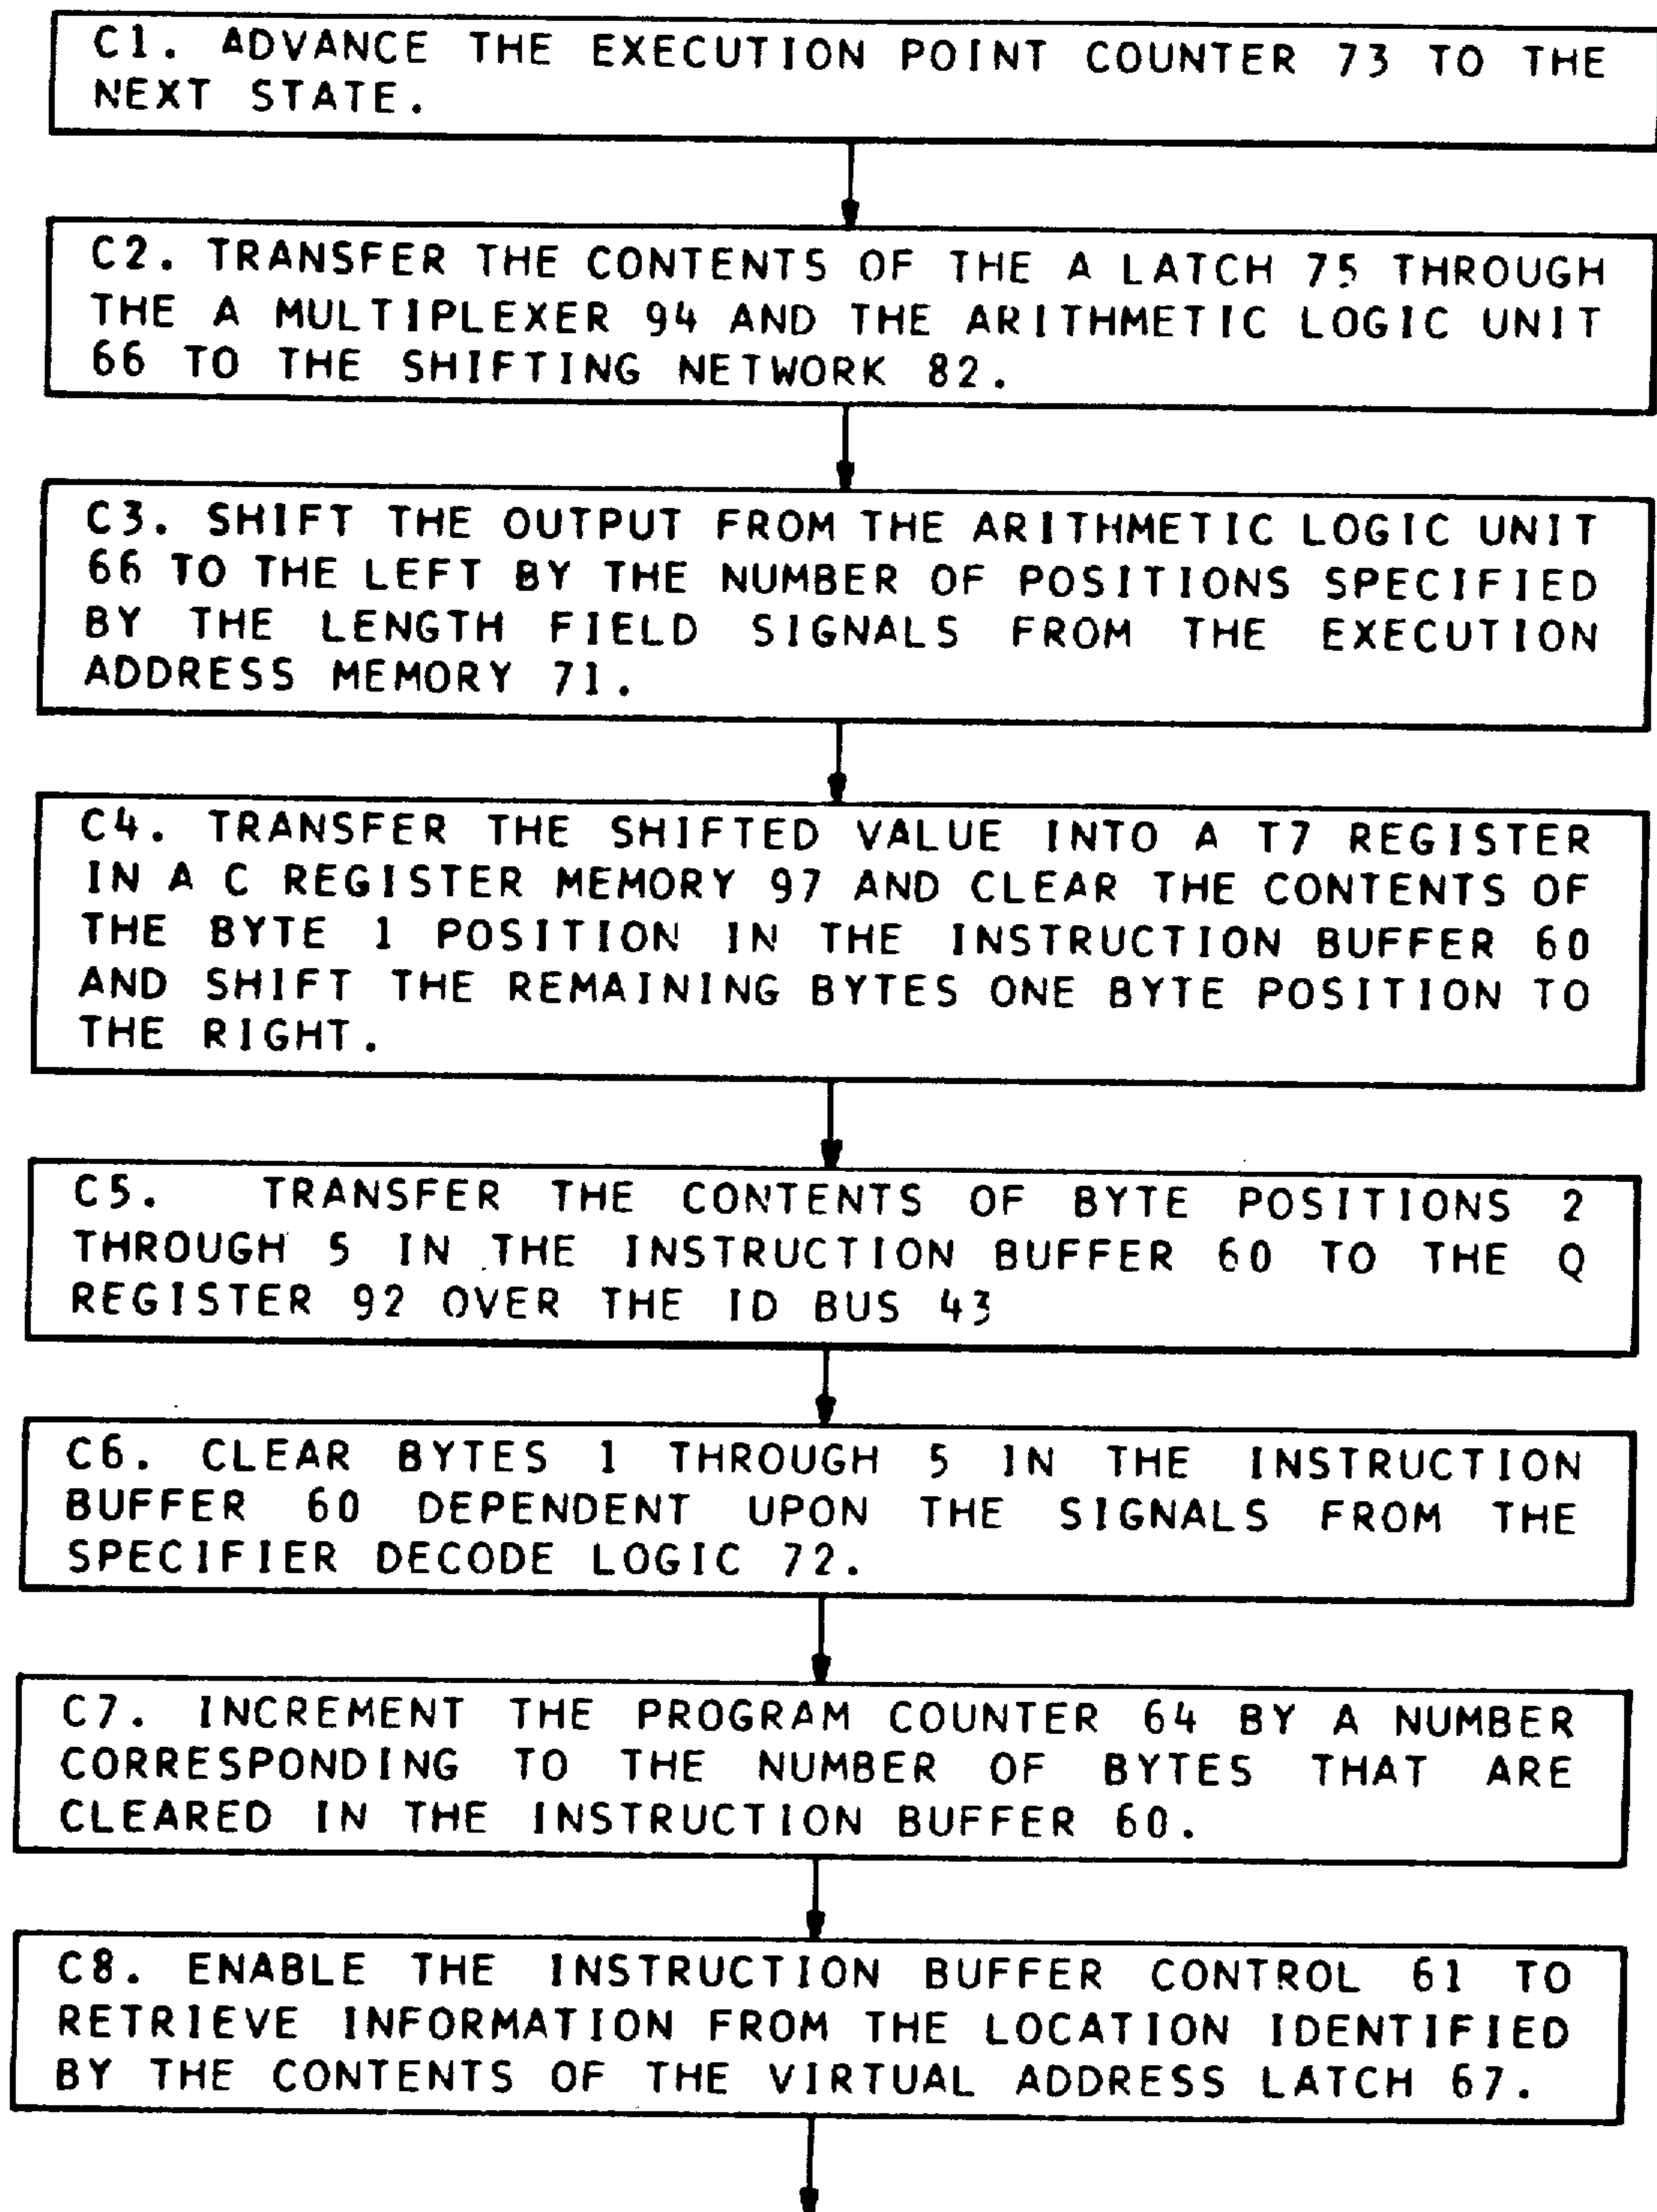 C1. ADVANCE THE EXECUTION POINT COUNTER 73 TO THE
NEXT STATE.
C2. TRANSFER THE CONTENTS OF THE A LATCH 75 THROUGH
THE A MULTIPLEXER 94 AND THE ARITHMETIC LOGIC UNIT
66 TO THE SHIFTING NETWORK 82.
C3. SHIFT THE OUTPUT FROM THE ARITHMETIC LOGIC UNIT
66 TO THE LEFT BY THE NUMBER OF POSITIONS SPECIFIED
BY THE LENGTH FIELD SIGNALS FROM THE EXECUTION
ADDRESS MEMORY 71.
C4. TRANSFER THE SHIFTED VALUE INTO A T7 REGISTER
IN A C REGISTER MEMORY 97 AND CLEAR THE CONTENTS OF
THE BYTE 1 POSITION IN THE INSTRUCTION BUFFER 60
AND SHIFT THE REMAINING BYTES ONE BYTE POSITION TO
THE RIGHT.
C5. TRANSFER THE CONTENTS OF BYTE POSITIONS 2
THROUGH 5 IN THE INSTRUCTION BUFFER 60 TO THE Q
REGISTER 92 OVER THE ID BUS 43
C6. CLEAR BYTES 1 THROUGH 5 IN THE INSTRUCTION
BUFFER 60 DEPENDENT UPON THE SIGNALS FROM THE
SPECIFIER DECODE LOGIC 72.
C7. INCREMENT THE PROGRAM COUNTER 64 BY A NUMBER
CORRESPONDING TO THE NUMBER OF BYTES THAT ARE
CLEARED IN THE INSTRUCTION BUFFER 60.
C8. ENABLE THE INSTRUCTION BUFFER CONTROL 61 TO
RETRIEVE INFORMATION FROM THE LOCATION IDENTIFIED
BY THE CONTENTS OF THE VIRTUAL ADDRESS LATCH 67.